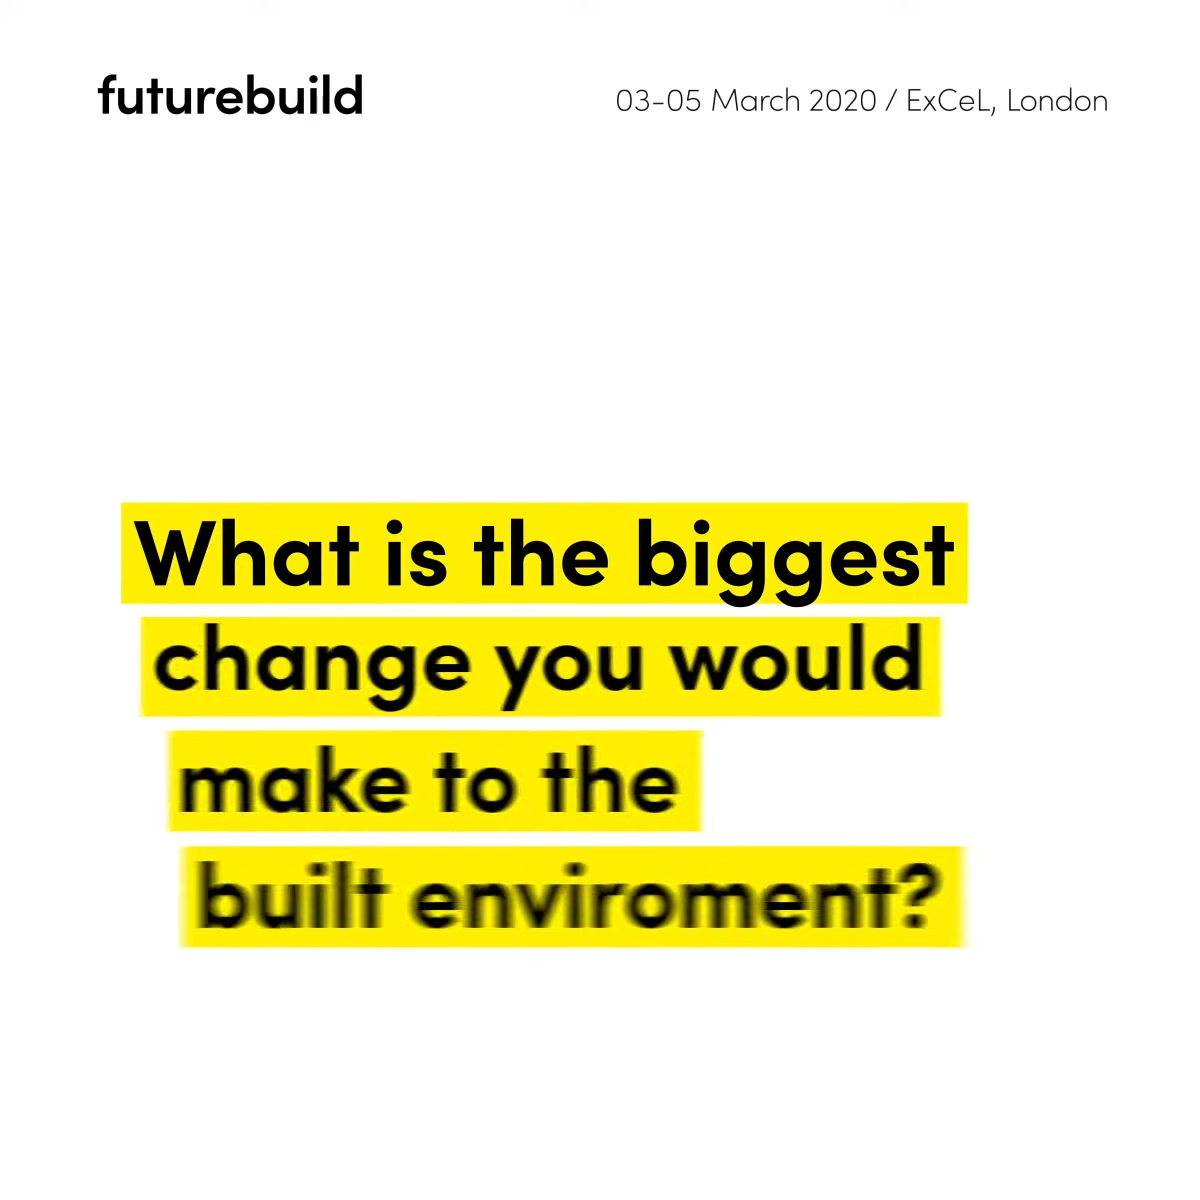 futurebuild
03-05 March 2020 / ExCeL, London
What is the biggest
change you would
make to the
built enviroment?